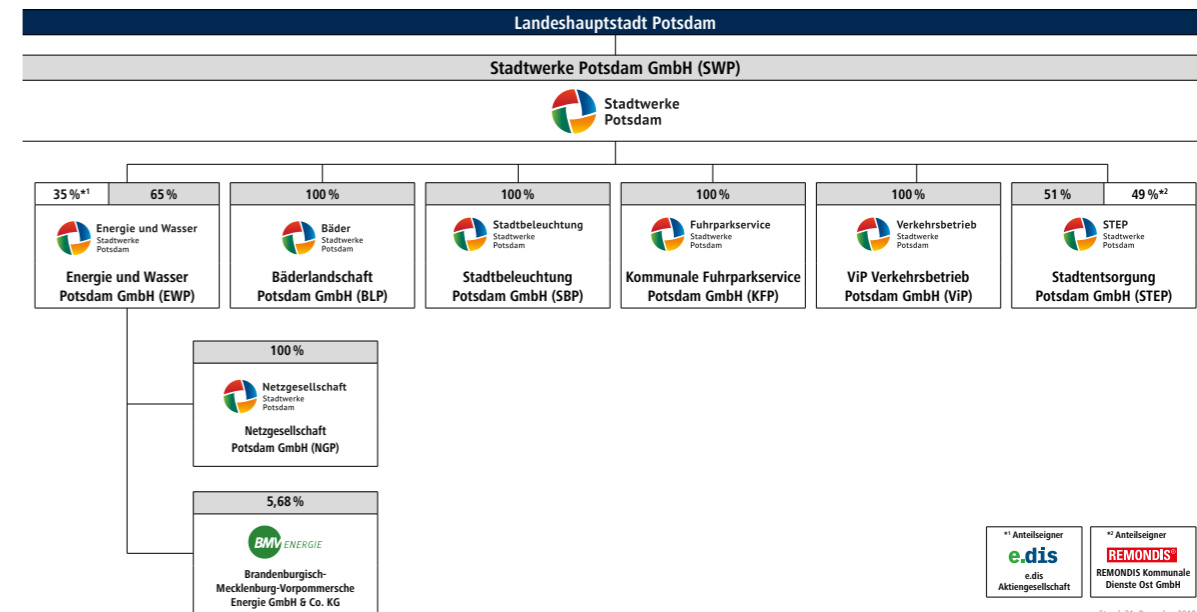 Landeshauptstadt Potsdam
Stadtwerke Potsdam GmbH (SWP)
Stadtwerke
Potsdam
35 %*1 65 %
Energie und Wasser
Stadtwerke
Potsdam
Energie und Wasser
Potsdam GmbH (EWP)
100 %
Bäder
Stadtwerke
Potsdam
Bäderlandschaft
Potsdam GmbH (BLP)
100 %
Stadtbeleuchtung
Stadtwerke
Potsdam
Stadtbeleuchtung
Potsdam GmbH (SBP)
100 %
Fuhrparkservice
Stadtwerke
Potsdam
Kommunale Fuhrparkservice
Potsdam GmbH (KFP)
100 %
Verkehrsbetrieb
Stadtwerke
Potsdam
ViP Verkehrsbetrieb
Potsdam GmbH (ViP)
51 % 49 %*2
STEP
Stadtwerke
Potsdam
Stadtentsorgung
Potsdam GmbH (STEP)
100 %
Netzgesellschaft
Stadtwerke
Potsdam
Netzgesellschaft
Potsdam GmbH (NGP)
5,68 %
BMV ENERGIE
Brandenburgisch-
Mecklenburg-Vorpommersche
Energie GmbH & Co. KG
*1 Anteilseigner
e.dis
e.dis
Aktiengesellschaft
*2 Anteilseigner
REMONDIS®
REMONDIS Kommunale
Dienste Ost GmbH